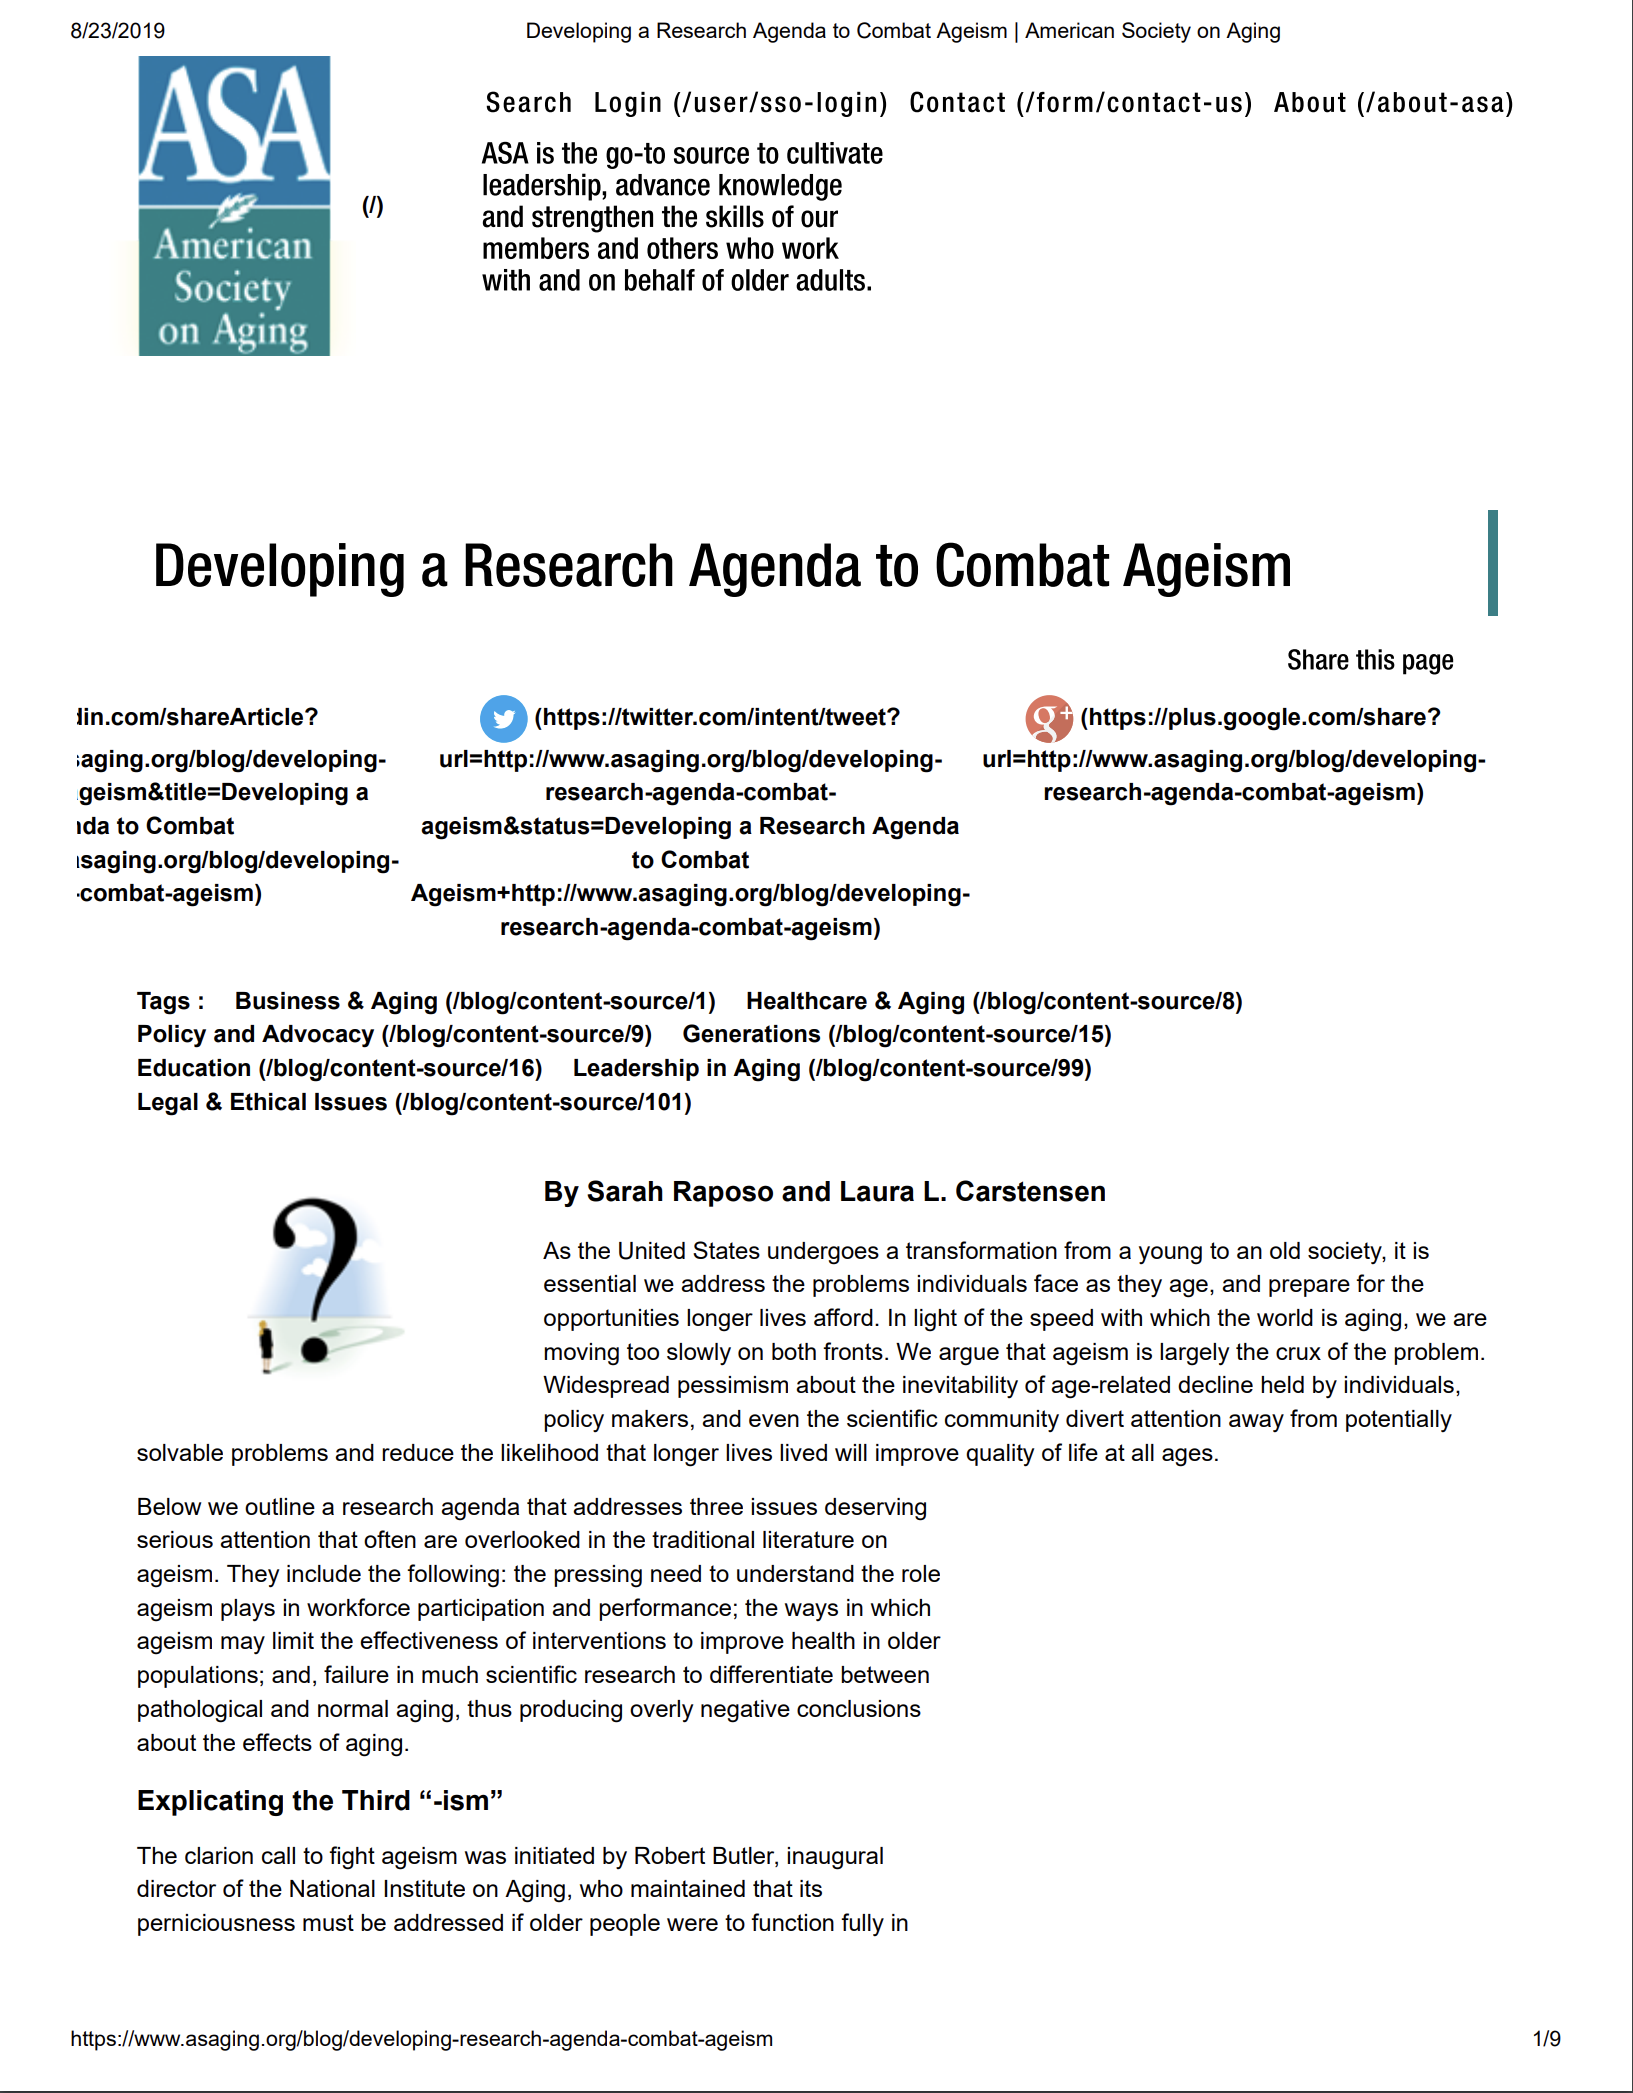 8/23/2019 Developing a Research Agenda to Combat Ageism | American Society on Aging
ASA
American
Society
on Aging
(/)
Search Login (/user/sso-login) Contact (/form/contact-us) About (/about-asa)
ASA is the go-to source to cultivate
leadership, advance knowledge
and strengthen the skills of our
members and others who work
with and on behalf of older adults.
Developing a Research Agenda to Combat Ageism
Share this page
din.com/shareArticle?
saging.org/blog/developing-
geism&title=Developing a
nda to Combat
asaging.org/blog/developing-
-combat-ageism)
(https://twitter.com/intent/tweet?
url=http://www.asaging.org/blog/developing-
research-agenda-combat-
ageism&status=Developing a Research Agenda
to Combat
Ageism+http://www.asaging.org/blog/developing-
research-agenda-combat-ageism)
g+ (https://plus.google.com/share?
url=http://www.asaging.org/blog/developing-
research-agenda-combat-ageism)
Tags : Business & Aging (/blog/content-source/1) Healthcare & Aging (/blog/content-source/8)
Policy and Advocacy (/blog/content-source/9) Generations (/blog/content-source/15)
Education (/blog/content-source/16) Leadership in Aging (/blog/content-source/99)
Legal & Ethical Issues (/blog/content-source/101)
?
By Sarah Raposo and Laura L. Carstensen
As the United States undergoes a transformation from a young to an old society, it is
essential we address the problems individuals face as they age, and prepare for the
opportunities longer lives afford. In light of the speed with which the world is aging, we are
moving too slowly on both fronts. We argue that ageism is largely the crux of the problem.
Widespread pessimism about the inevitability of age-related decline held by individuals,
policy makers, and even the scientific community divert attention away from potentially
solvable problems and reduce the likelihood that longer lives lived will improve quality of life at all ages.
Below we outline a research agenda that addresses three issues deserving
serious attention that often are overlooked in the traditional literature on
ageism. They include the following: the pressing need to understand the role
ageism plays in workforce participation and performance; the ways in which
ageism may limit the effectiveness of interventions to improve health in older
populations; and, failure in much scientific research to differentiate between
pathological and normal aging, thus producing overly negative conclusions
about the effects of aging.
Explicating the Third “-ism”
The clarion call to fight ageism was initiated by Robert Butler, inaugural
director of the National Institute on Aging, who maintained that its
perniciousness must be addressed if older people were to function fully in
https://www.asaging.org/blog/developing-research-agenda-combat-ageism 1/9